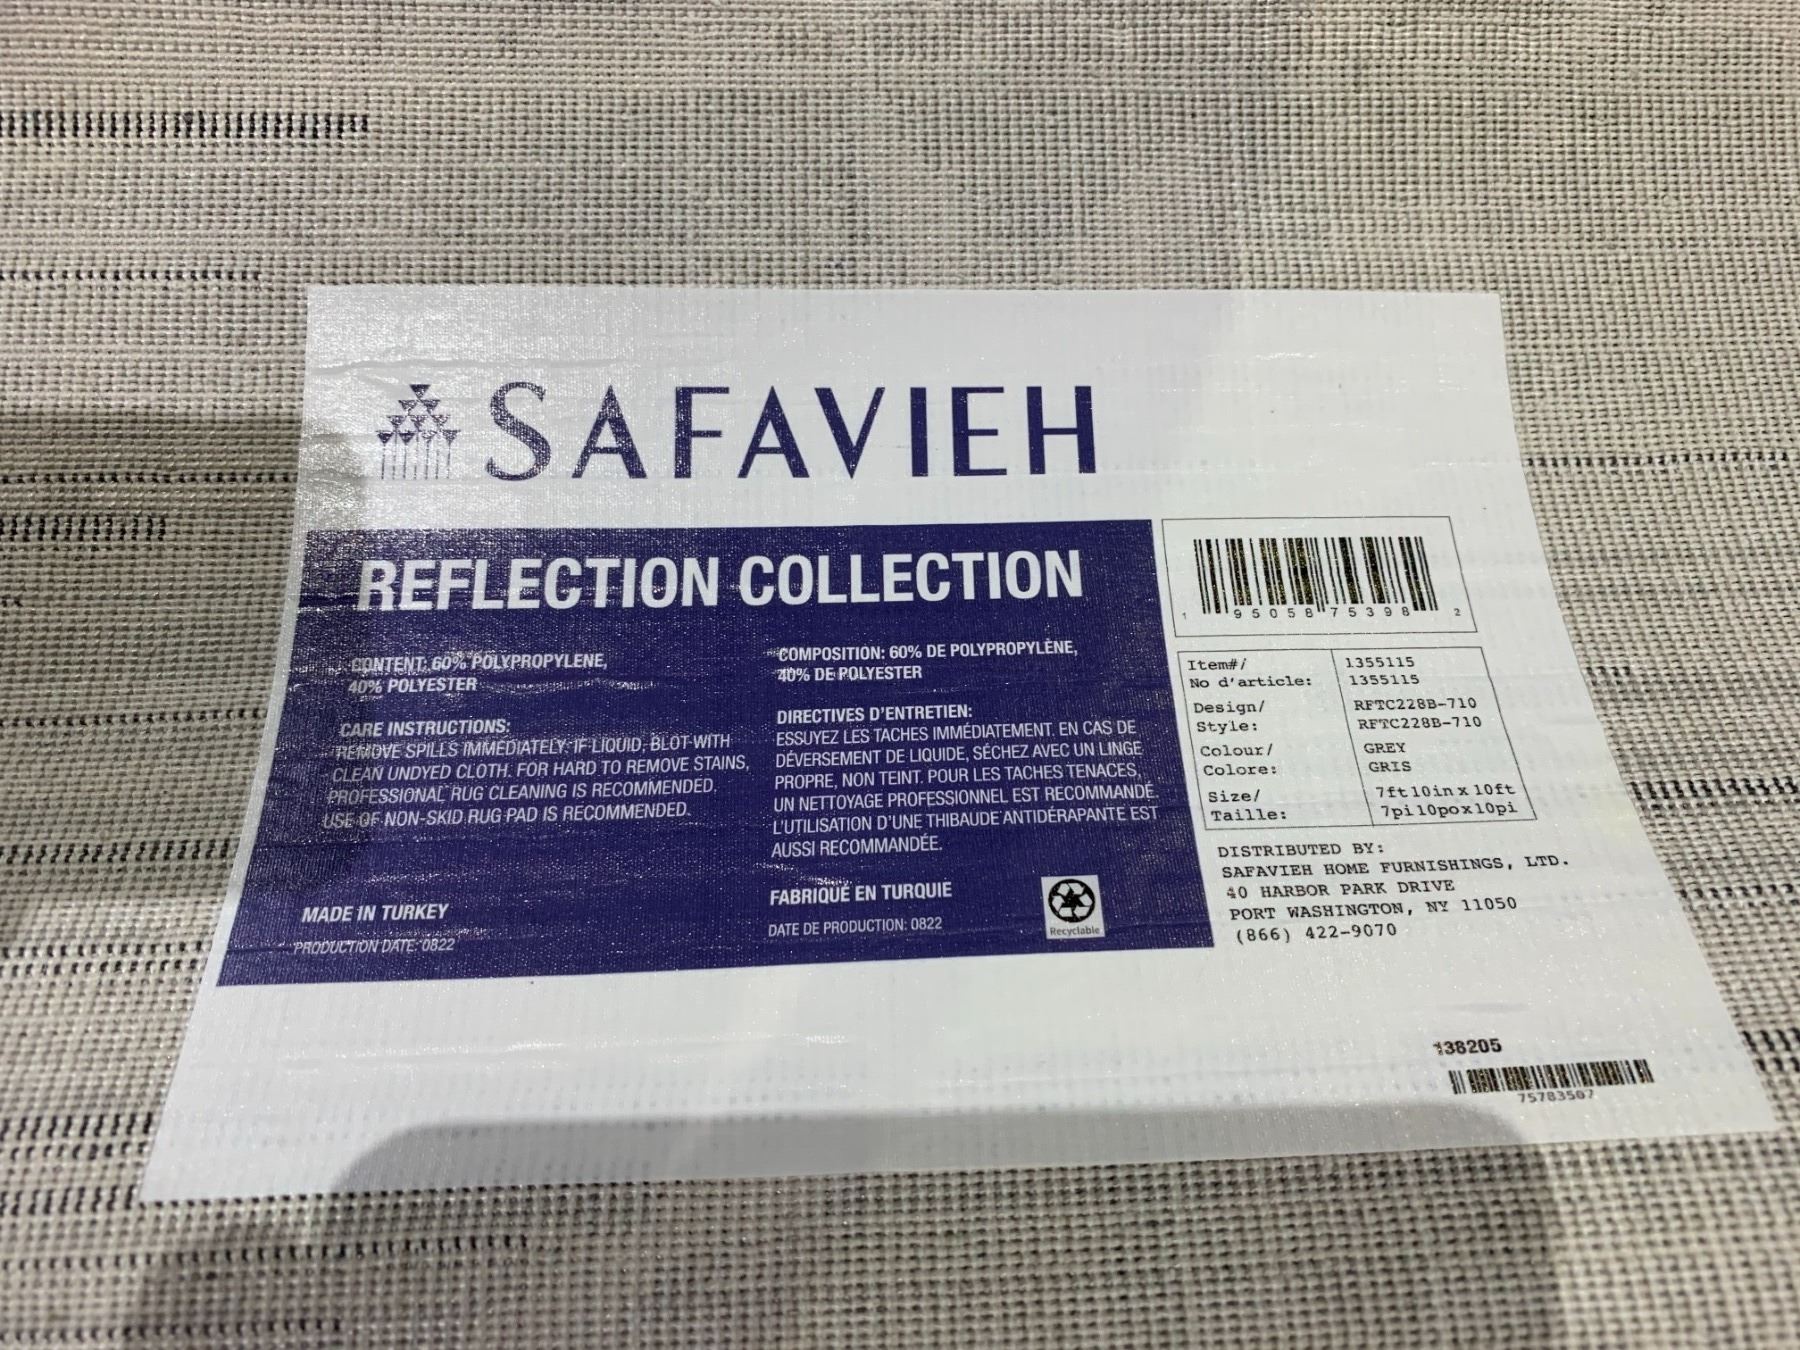 SAFAVIEH
REFLECTION COLLECTION
CONTENT: 60% POLYPROPYLENE,
40% POLYESTER
CARE INSTRUCTIONS:
REMOVE SPILLS IMMEDIATELY. IF LIQUID, BLOT WITH
CLEAN UNDYED CLOTH. FOR HARD TO REMOVE STAINS,
PROFESSIONAL RUG CLEANING IS RECOMMENDED.
USE OF NON-SKID RUG PAD IS RECOMMENDED.
MADE IN TURKEY
PRODUCTION DATE: 0822
COMPOSITION: 60% DE POLYPROPYLÈNE,
40% DE POLYESTER
DIRECTIVES D'ENTRETIEN:
ESSUYEZ LES TACHES IMMÉDIATEMENT. EN CAS DE
DÉVERSEMENT DE LIQUIDE, SÉCHEZ AVEC UN LINGE
PROPRE, NON TEINT. POUR LES TACHES TENACES,
UN NETTOYAGE PROFESSIONNEL EST RECOMMANDÉ.
L'UTILISATION D'UNE THIBAUDE ANTIDÉRAPANTE EST
AUSSI RECOMMANDÉE.
FABRIQUÉ EN TURQUIE
DATE DE PRODUCTION: 0822
Recyclable
1 95058 75398 2
Item#/ 1355115
No d'article: 1355115
Design/ RFTC228B-710
Style: RFTC228B-710
Colour/ GREY
Colore: GRIS
Size/ 7ft10in x 10ft
Taille: 7pi10pox10pi
DISTRIBUTED BY:
SAFAVIEH HOME FURNISHINGS, LTD.
40 HARBOR PARK DRIVE
PORT WASHINGTON, NY 11050
(866) 422-9070
138205
75783507